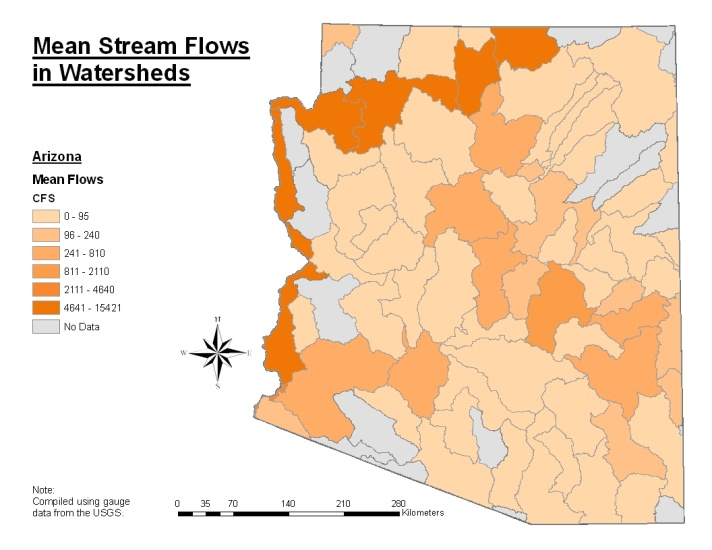 Mean Stream Flows
in Watersheds
Arizona
Mean Flows
CFS
0 - 95
96 - 240
241 - 810
811 - 2110
2111 - 4640
4641 - 15421
No Data
N
W E
S
Note:
Compiled using gauge
data from the USGS.
0 35 70 140 210 280
Kilometers